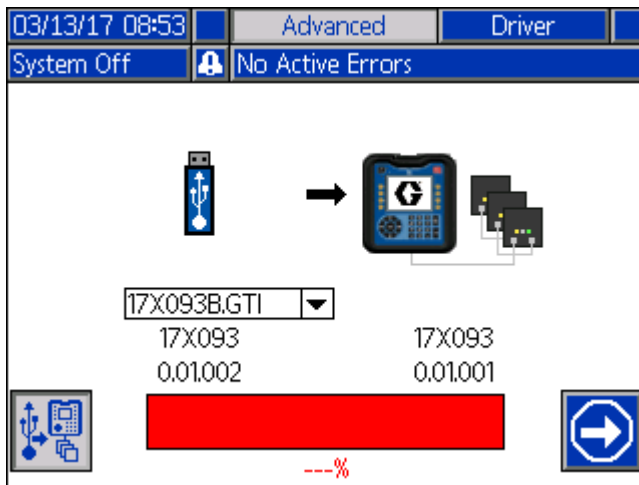 03/13/17 08:53 Advanced Driver
System Off No Active Errors
G
17X093B.GTI
17X093 17X093
0.01.002 0.01.001
---%